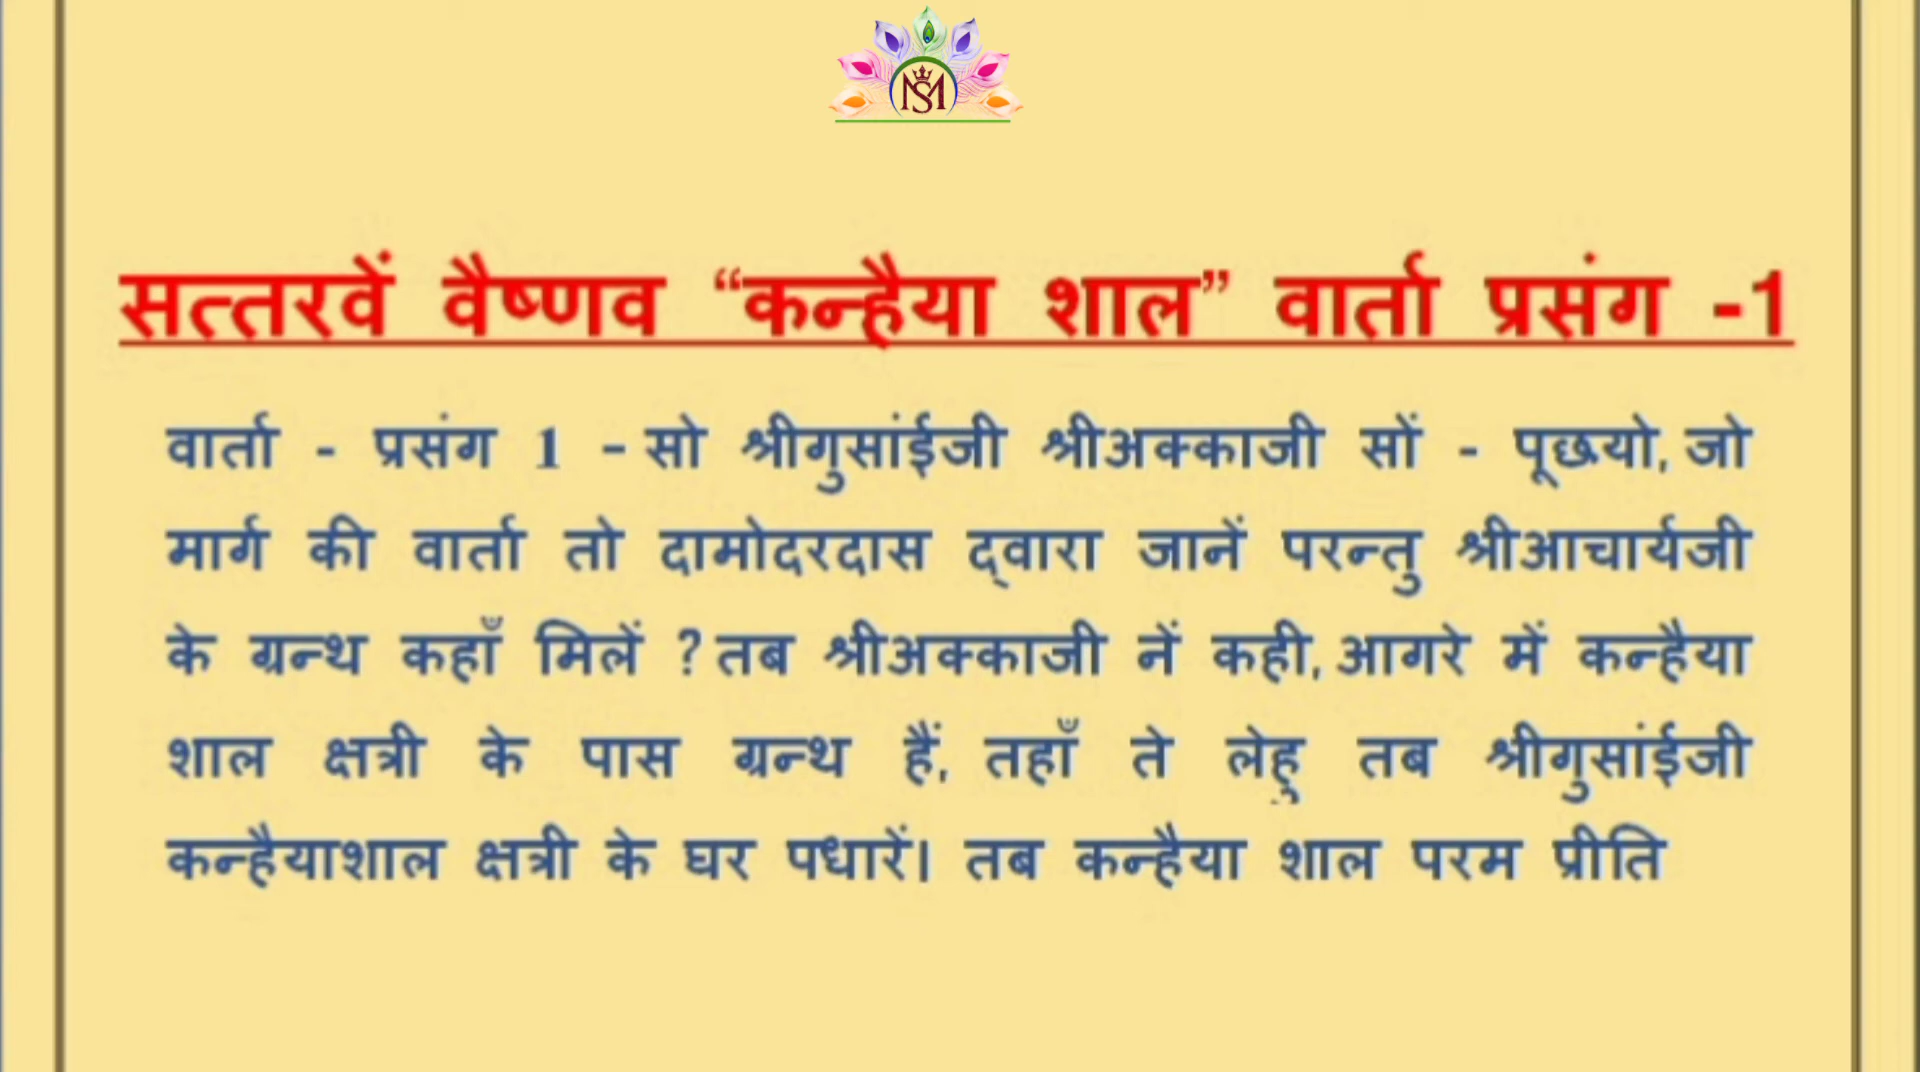 सत्तरवें वैष्णव “कन्हैया शाल” वार्ता प्रसंग -1
वार्ता - प्रसंग 1 - सो श्रीगुसांईजी श्रीअक्काजी सों - पूछयो, जो
मार्ग की वार्ता तो दामोदरदास द्वारा जानें परन्तु श्रीआचार्यजी
के ग्रन्थ कहाँ मिलें ? तब श्रीअक्काजी नें कही, आगरे में कन्हैया
शाल क्षत्री के पास ग्रन्थ हैं, तहाँ ते लेहु तब श्रीगुसांईजी
कन्हैयाशाल क्षत्री के घर पधारें। तब कन्हैया शाल परम प्रीति